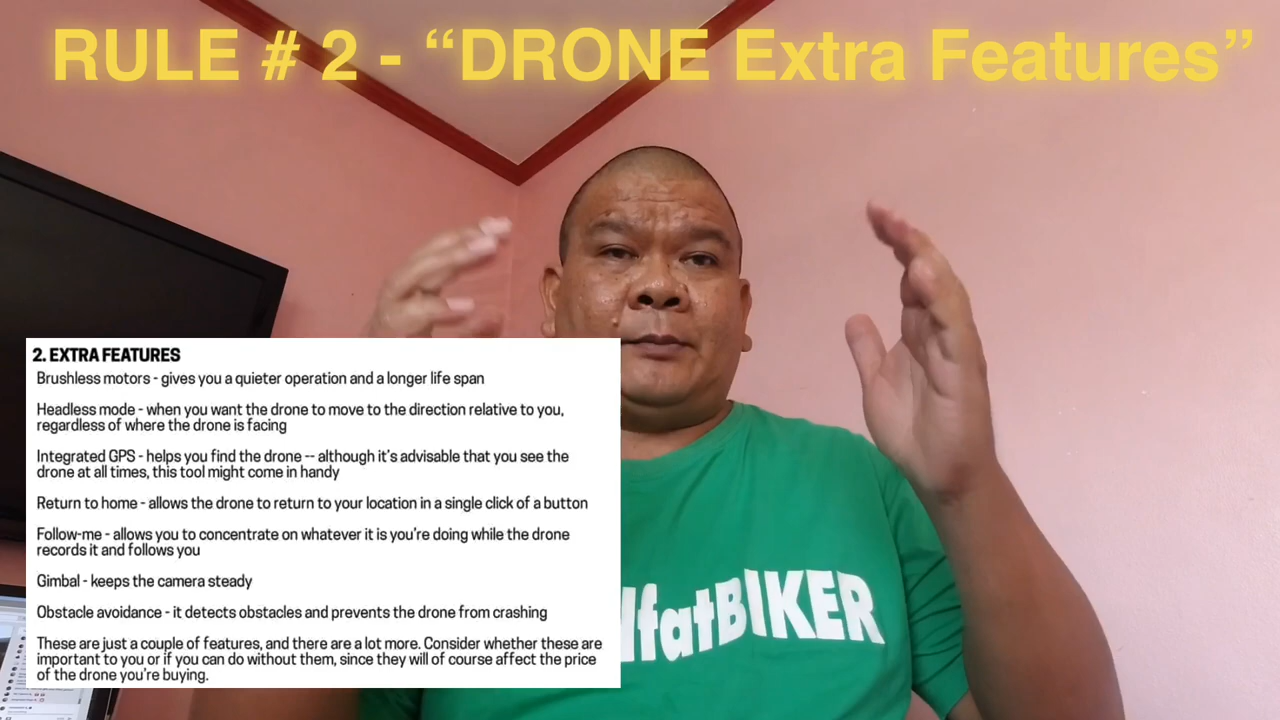 RULE # 2 - “DRONE Extra Features”
2. EXTRA FEATURES
Brushless motors - gives you a quieter operation and a longer life span
Headless mode - when you want the drone to move to the direction relative to you,
regardless of where the drone is facing
Integrated GPS - helps you find the drone -- although it's advisable that you see the
drone at all times, this tool might come in handy
Return to home - allows the drone to return to your location in a single click of a button
Follow-me - allows you to concentrate on whatever it is you're doing while the drone
records it and follows you
Gimbal - keeps the camera steady
Obstacle avoidance - it detects obstacles and prevents the drone from crashing
These are just a couple of features, and there are a lot more. Consider whether these are
important to you or if you can do without them, since they will of course affect the price
of the drone you're buying.
fatBIKER